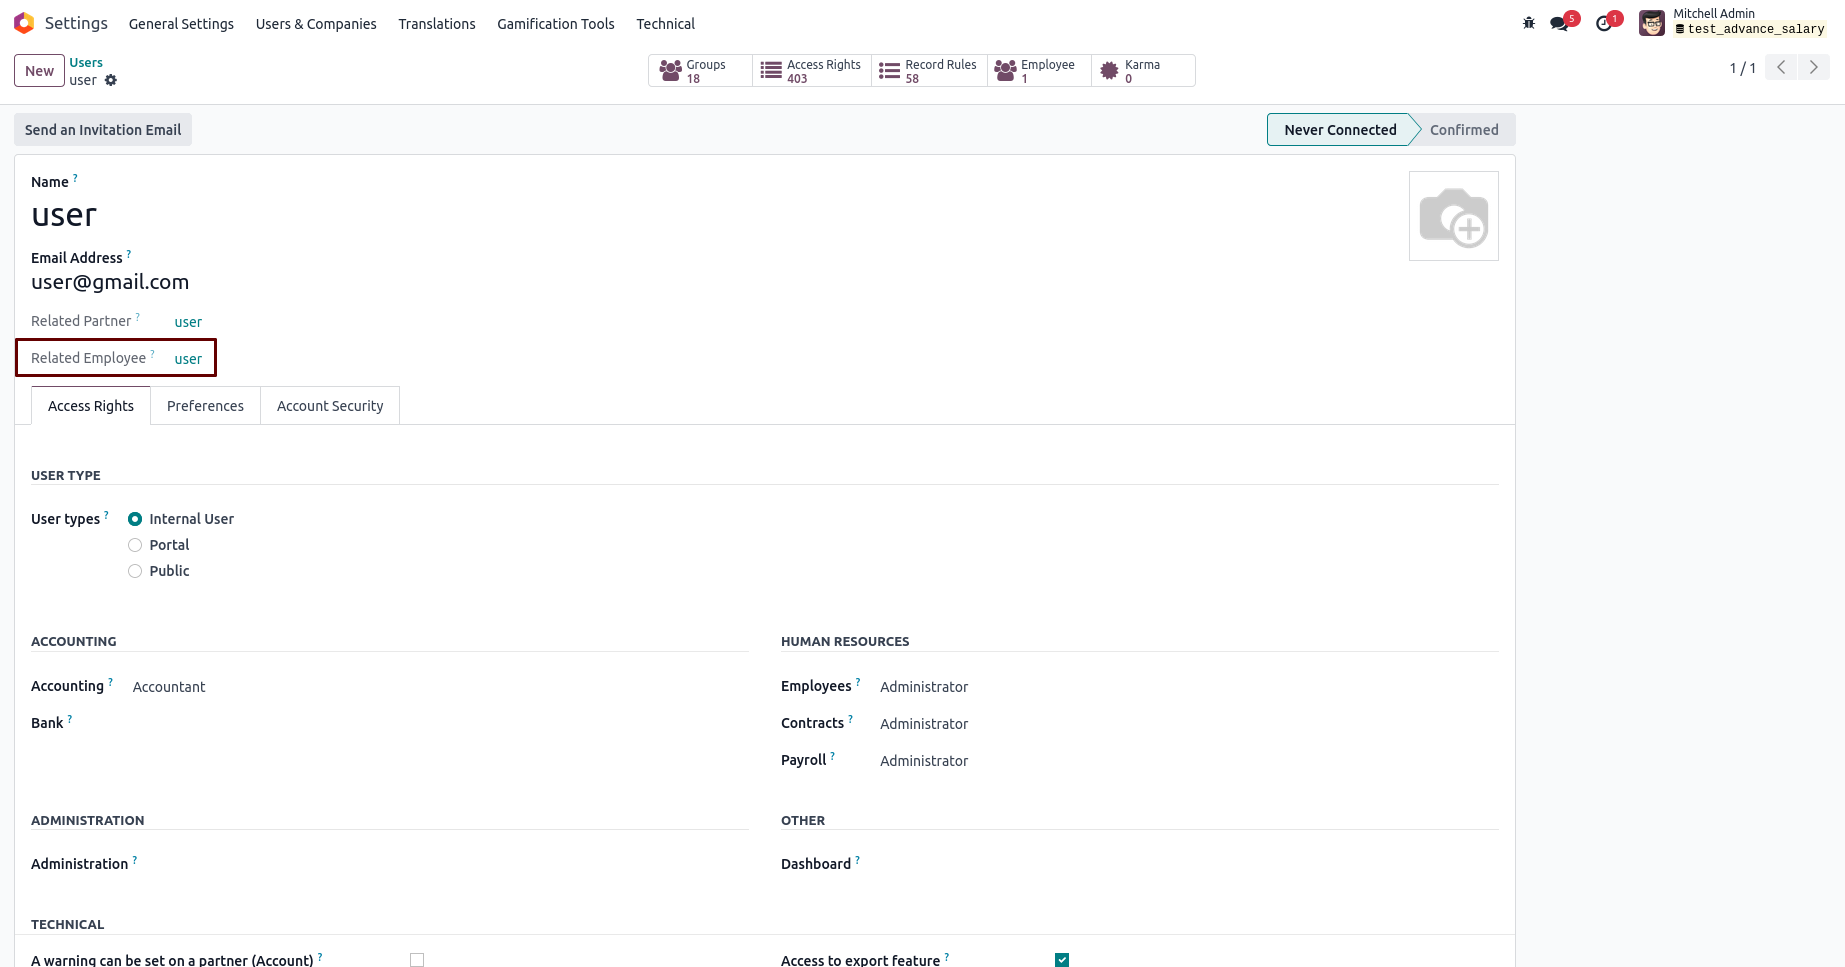 Settings General Settings Users & Companies Translations Gamification Tools Technical 5 1 Mitchell Admin
test_advance_salary
New Users
user
Groups 18 Access Rights 403 Record Rules 58 Employee 1 Karma 0
1 / 1
Send an Invitation Email Never Connected Confirmed
Name ?
user
Email Address ?
user@gmail.com
Related Partner ? user
Related Employee ? user
Access Rights Preferences Account Security
USER TYPE
User types ? Internal User
Portal
Public
ACCOUNTING HUMAN RESOURCES
Accounting ? Accountant Employees ? Administrator
Bank ? Contracts ? Administrator
Payroll ? Administrator
ADMINISTRATION OTHER
Administration ? Dashboard ?
TECHNICAL
A warning can be set on a partner (Account) ? Access to export feature ?